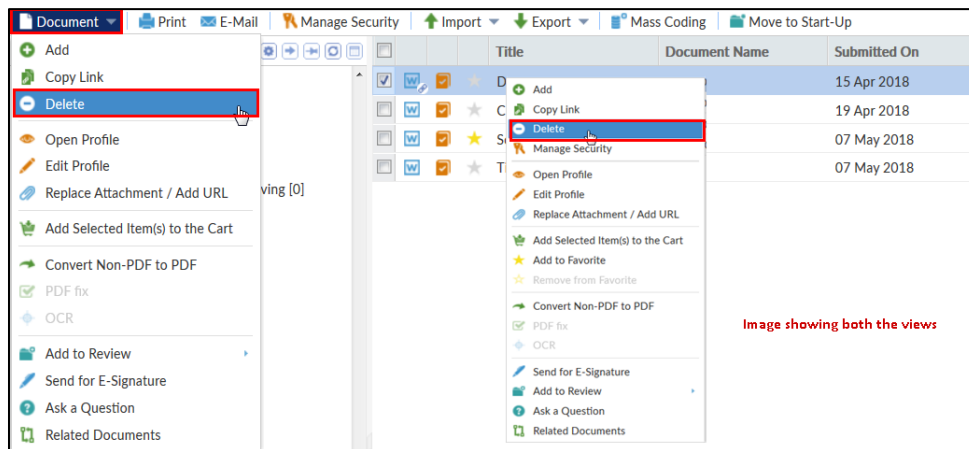 Document Print E-Mail Manage Security Import Export Mass Coding Move to Start-Up
Add
Copy Link
Delete
Open Profile
Edit Profile
Replace Attachment / Add URL
Add Selected Item(s) to the Cart
Convert Non-PDF to PDF
PDF fix
OCR
Add to Review
Send for E-Signature
Ask a Question
Related Documents
ving [0]
Title Document Name Submitted On
15 Apr 2018
19 Apr 2018
07 May 2018
07 May 2018
Add
Copy Link
Delete
Manage Security
Open Profile
Edit Profile
Replace Attachment / Add URL
Add Selected Item(s) to the Cart
Add to Favorite
Remove from Favorite
Convert Non-PDF to PDF
PDF fix
OCR
Send for E-Signature
Add to Review
Ask a Question
Related Documents
Image showing both the views